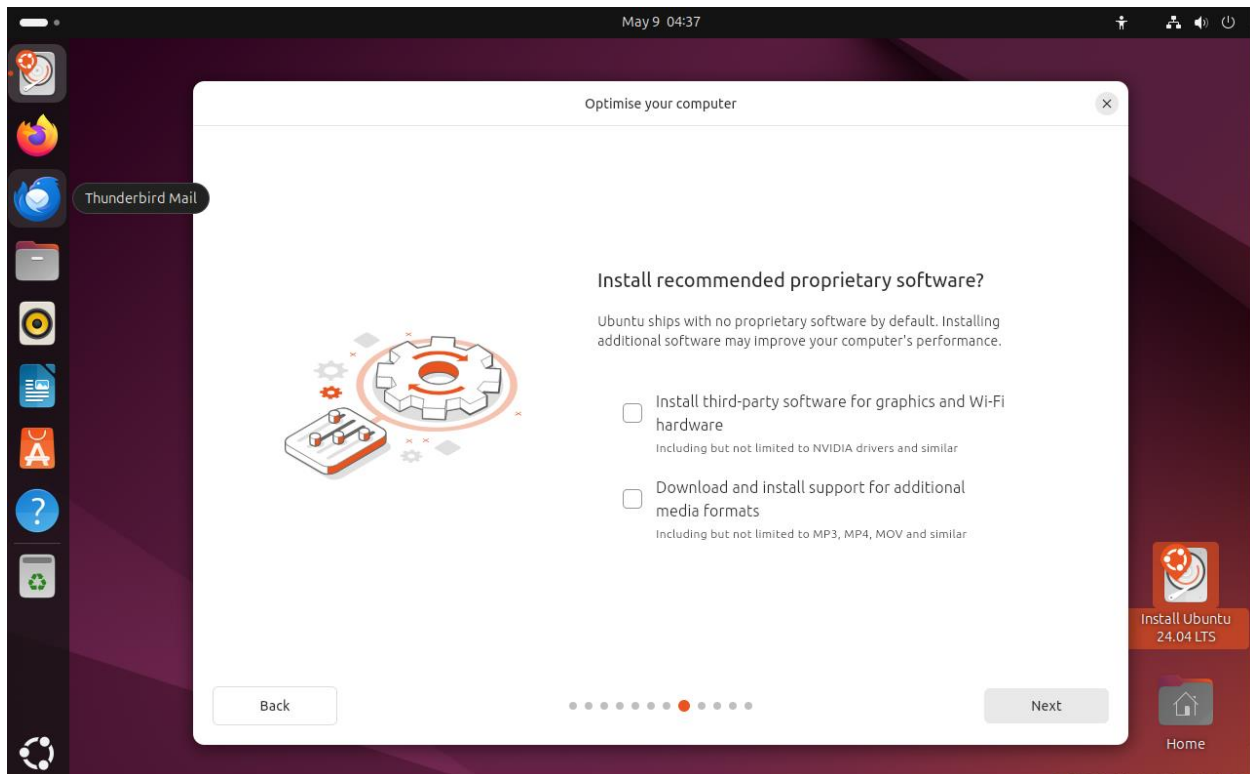 May 9 04:37
Optimise your computer
Thunderbird Mail
Install recommended proprietary software?
Ubuntu ships with no proprietary software by default. Installing
additional software may improve your computer's performance.
Install third-party software for graphics and Wi-Fi
hardware
Including but not limited to NVIDIA drivers and similar
Download and install support for additional
media formats
Including but not limited to MP3, MP4, MOV and similar
Install Ubuntu
24.04 LTS
Back
Next
Home